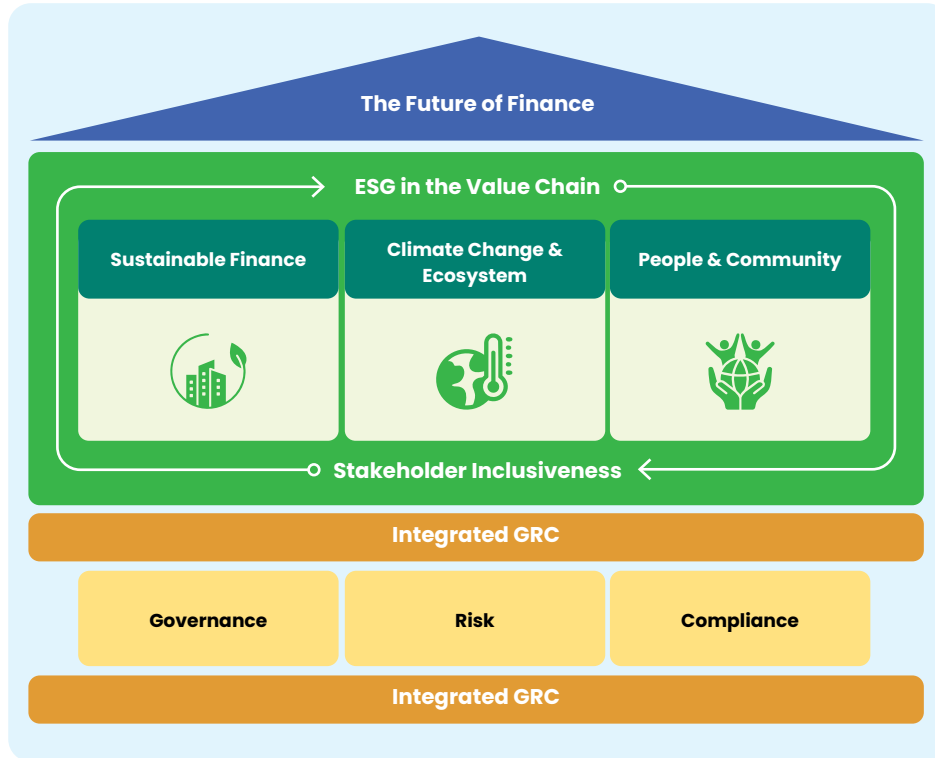 The Future of Finance
ESG in the Value Chain
Sustainable Finance
Climate Change &
Ecosystem
People & Community
Stakeholder Inclusiveness
Integrated GRC
Governance
Risk
Compliance
Integrated GRC